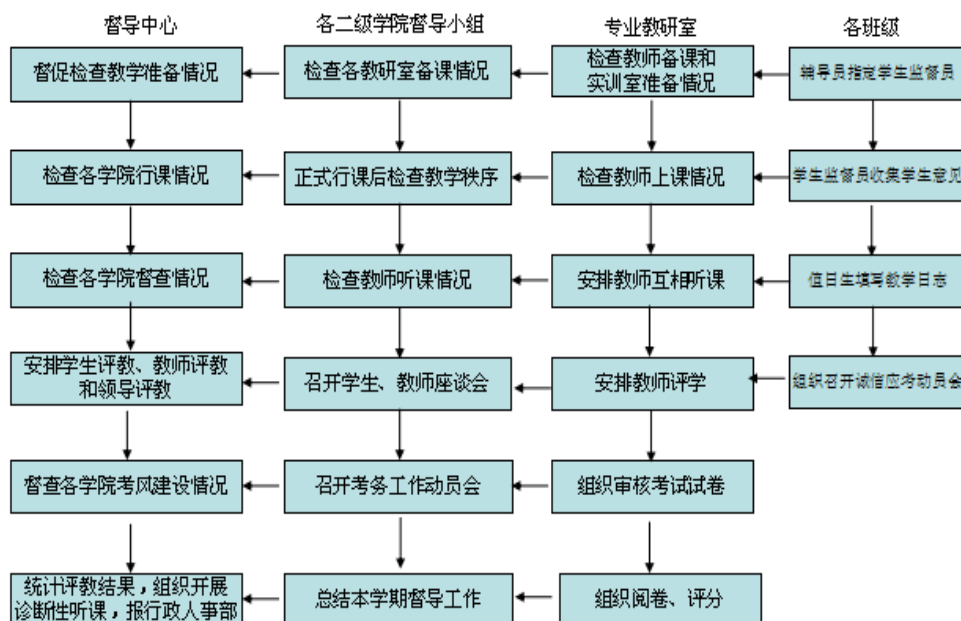 督导中心
各二级学院督导小组
专业教研室
各班级
督促检查教学准备情况
检查各教研室备课情况
检查教师备课和
实训室准备情况
辅导员指定学生监督员
检查各学院行课情况
正式行课后检查教学秩序
检查教师上课情况
学生监督员收集学生意见
检查各学院督查情况
检查教师听课情况
安排教师互相听课
值日生填写教学日志
安排学生评教、教师评教
和领导评教
召开学生、教师座谈会
安排教师评学
组织召开诚信应考动员会
督查各学院考风建设情况
召开考务工作动员会
组织审核考试试卷
统计评教结果，组织开展
诊断性听课，报行政人事部
总结本学期督导工作
组织阅卷、评分